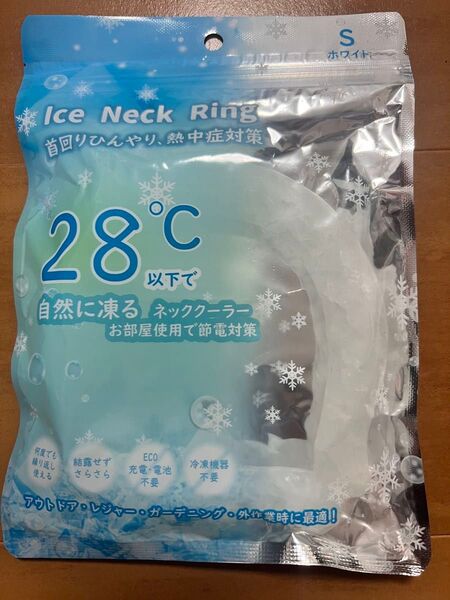 S
ホワイト
Ice Neck Ring
首回りひんやり、熱中症対策
28℃
以下で
自然に凍る ネッククーラー
お部屋使用で節電対策
何度でも
繰り返し
使える
結露せず
さらさら
ECO
充電・電池
不要
冷凍機器
不要
アウトドア・レジャー・ガーデニング・外作業時に最適!